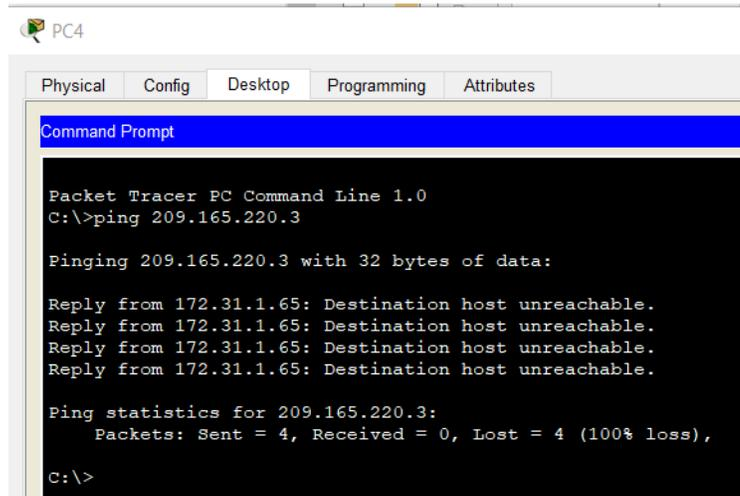 PC4
Physical Config Desktop Programming Attributes
Command Prompt
Packet Tracer PC Command Line 1.0
C:\>ping 209.165.220.3
Pinging 209.165.220.3 with 32 bytes of data:
Reply from 172.31.1.65: Destination host unreachable.
Reply from 172.31.1.65: Destination host unreachable.
Reply from 172.31.1.65: Destination host unreachable.
Reply from 172.31.1.65: Destination host unreachable.
Ping statistics for 209.165.220.3:
Packets: Sent = 4, Received = 0, Lost = 4 (100% loss),
C:\>